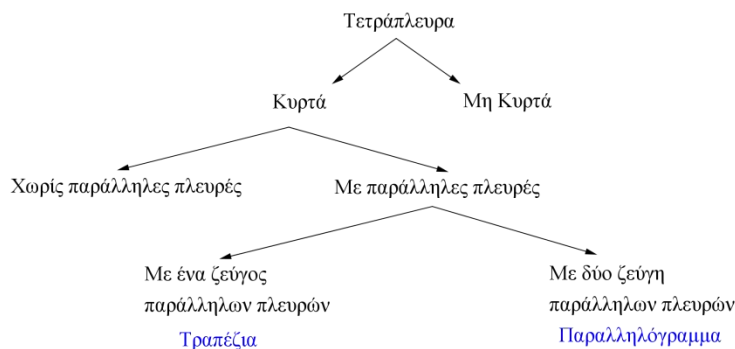 Τετράπλευρα
Κυρτά
Μη Κυρτά
Χωρίς παράλληλες πλευρές
Με παράλληλες πλευρές
Με ένα ζεύγος
παράλληλων πλευρών
Τραπέζια
Με δύο ζεύγη
παράλληλων πλευρών
Παραλληλόγραμμα